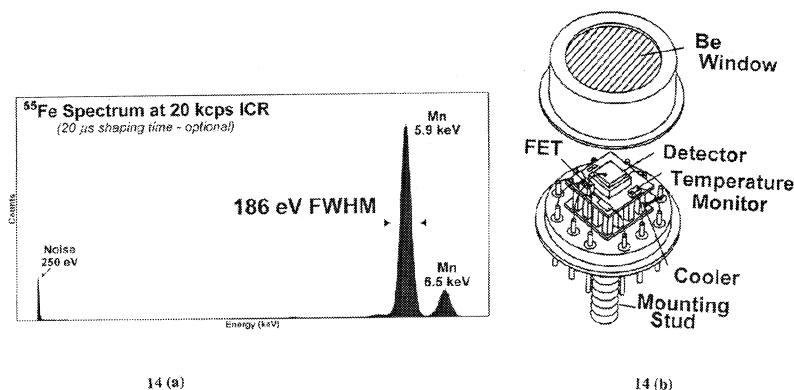 ⁵⁵Fe Spectrum at 20 kcps ICR
(20 µs shaping time - optional)
Mn
5.9 keV
186 eV FWHM
Noise
250 eV
Mn
6.5 keV
Counts
Energy (keV)
14 (a)
Be
Window
FET
Detector
Temperature
Monitor
Cooler
Mounting
Stud
14 (b)